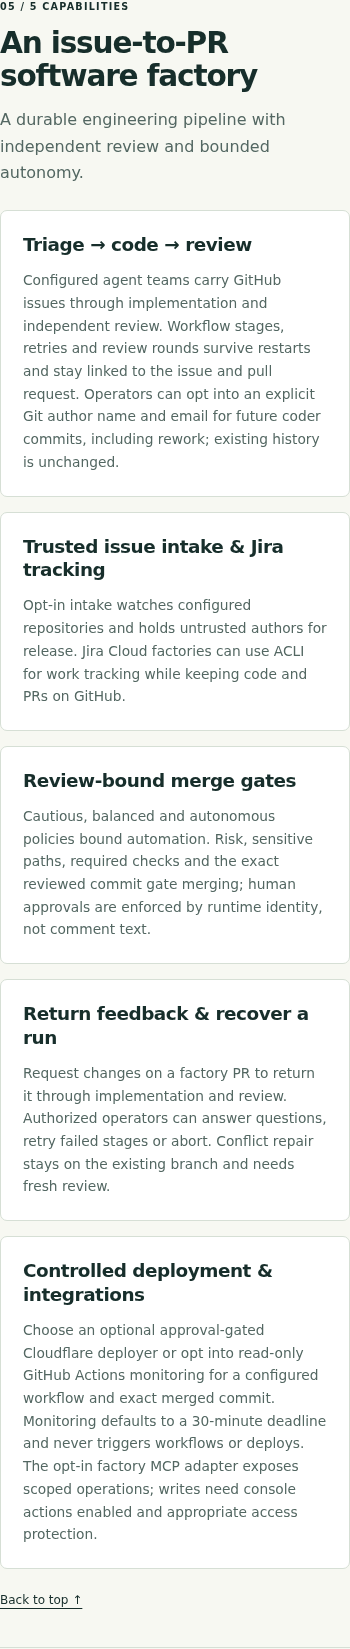 05 / 5 CAPABILITIES
An issue-to-PR
software factory
A durable engineering pipeline with
independent review and bounded
autonomy.
Triage → code → review
Configured agent teams carry GitHub
issues through implementation and
independent review. Workflow stages,
retries and review rounds survive restarts
and stay linked to the issue and pull
request. Operators can opt into an explicit
Git author name and email for future coder
commits, including rework; existing history
is unchanged.
Trusted issue intake & Jira
tracking
Opt-in intake watches configured
repositories and holds untrusted authors for
release. Jira Cloud factories can use ACLI
for work tracking while keeping code and
PRs on GitHub.
Review-bound merge gates
Cautious, balanced and autonomous
policies bound automation. Risk, sensitive
paths, required checks and the exact
reviewed commit gate merging; human
approvals are enforced by runtime identity,
not comment text.
Return feedback & recover a
run
Request changes on a factory PR to return
it through implementation and review.
Authorized operators can answer questions,
retry failed stages or abort. Conflict repair
stays on the existing branch and needs
fresh review.
Controlled deployment &
integrations
Choose an optional approval-gated
Cloudflare deployer or opt into read-only
GitHub Actions monitoring for a configured
workflow and exact merged commit.
Monitoring defaults to a 30-minute deadline
and never triggers workflows or deploys.
The opt-in factory MCP adapter exposes
scoped operations; writes need console
actions enabled and appropriate access
protection.
Back to top ↑